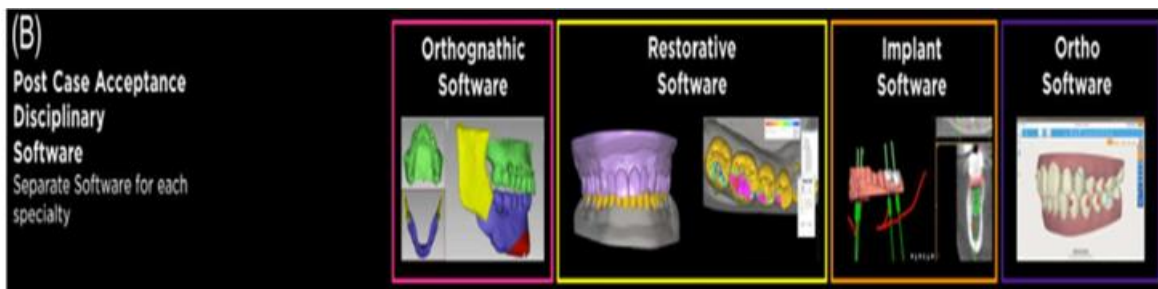 (B)
Post Case Acceptance
Disciplinary
Software
Separate Software for each
specialty
Orthognathic
Software
Restorative
Software
Implant
Software
Ortho
Software